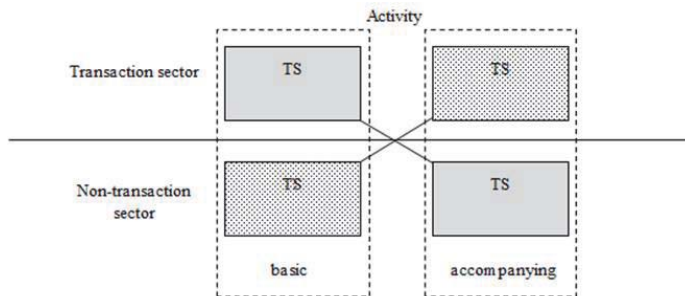 Activity
Transaction sector
TS
TS
Non-transaction
sector
TS
TS
basic
accompanying